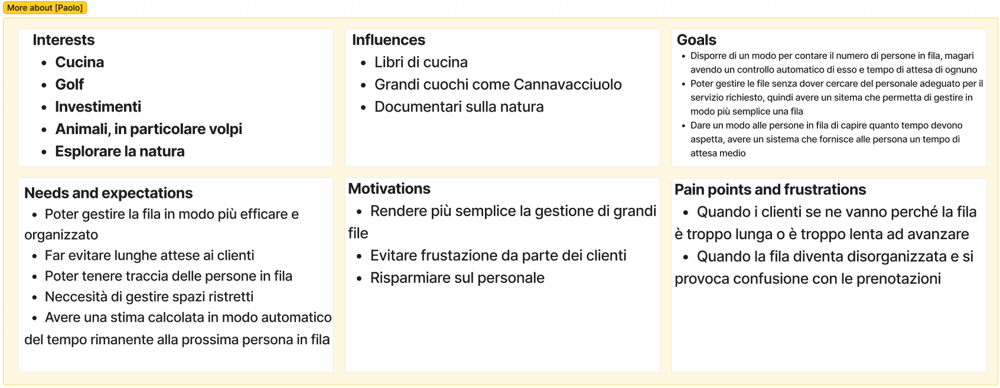 More about [Paolo]
Interests
• Cucina
• Golf
• Investimenti
• Animali, in particolare volpi
• Esplorare la natura
Influences
• Libri di cucina
• Grandi cuochi come Cannavacciuolo
• Documentari sulla natura
Goals
• Disporre di un modo per contare il numero di persone in fila, magari
avendo un controllo automatico di esso e tempo di attesa di ognuno
• Poter gestire le file senza dover cercare del personale adeguato per il
servizio richiesto, quindi avere un sitema che permetta di gestire in
modo più semplice una fila
• Dare un modo alle persone in fila di capire quanto tempo devono
aspetta, avere un sistema che fornisce alle persona un tempo di
attesa medio
Needs and expectations
• Poter gestire la fila in modo più efficare e
organizzato
• Far evitare lunghe attese ai clienti
• Poter tenere traccia delle persone in fila
• Neccesità di gestire spazi ristretti
• Avere una stima calcolata in modo automatico
del tempo rimanente alla prossima persona in fila
Motivations
• Rendere più semplice la gestione di grandi
file
• Evitare frustazione da parte dei clienti
• Risparmiare sul personale
Pain points and frustrations
• Quando i clienti se ne vanno perché la fila
è troppo lunga o è troppo lenta ad avanzare
• Quando la fila diventa disorganizzata e si
provoca confusione con le prenotazioni